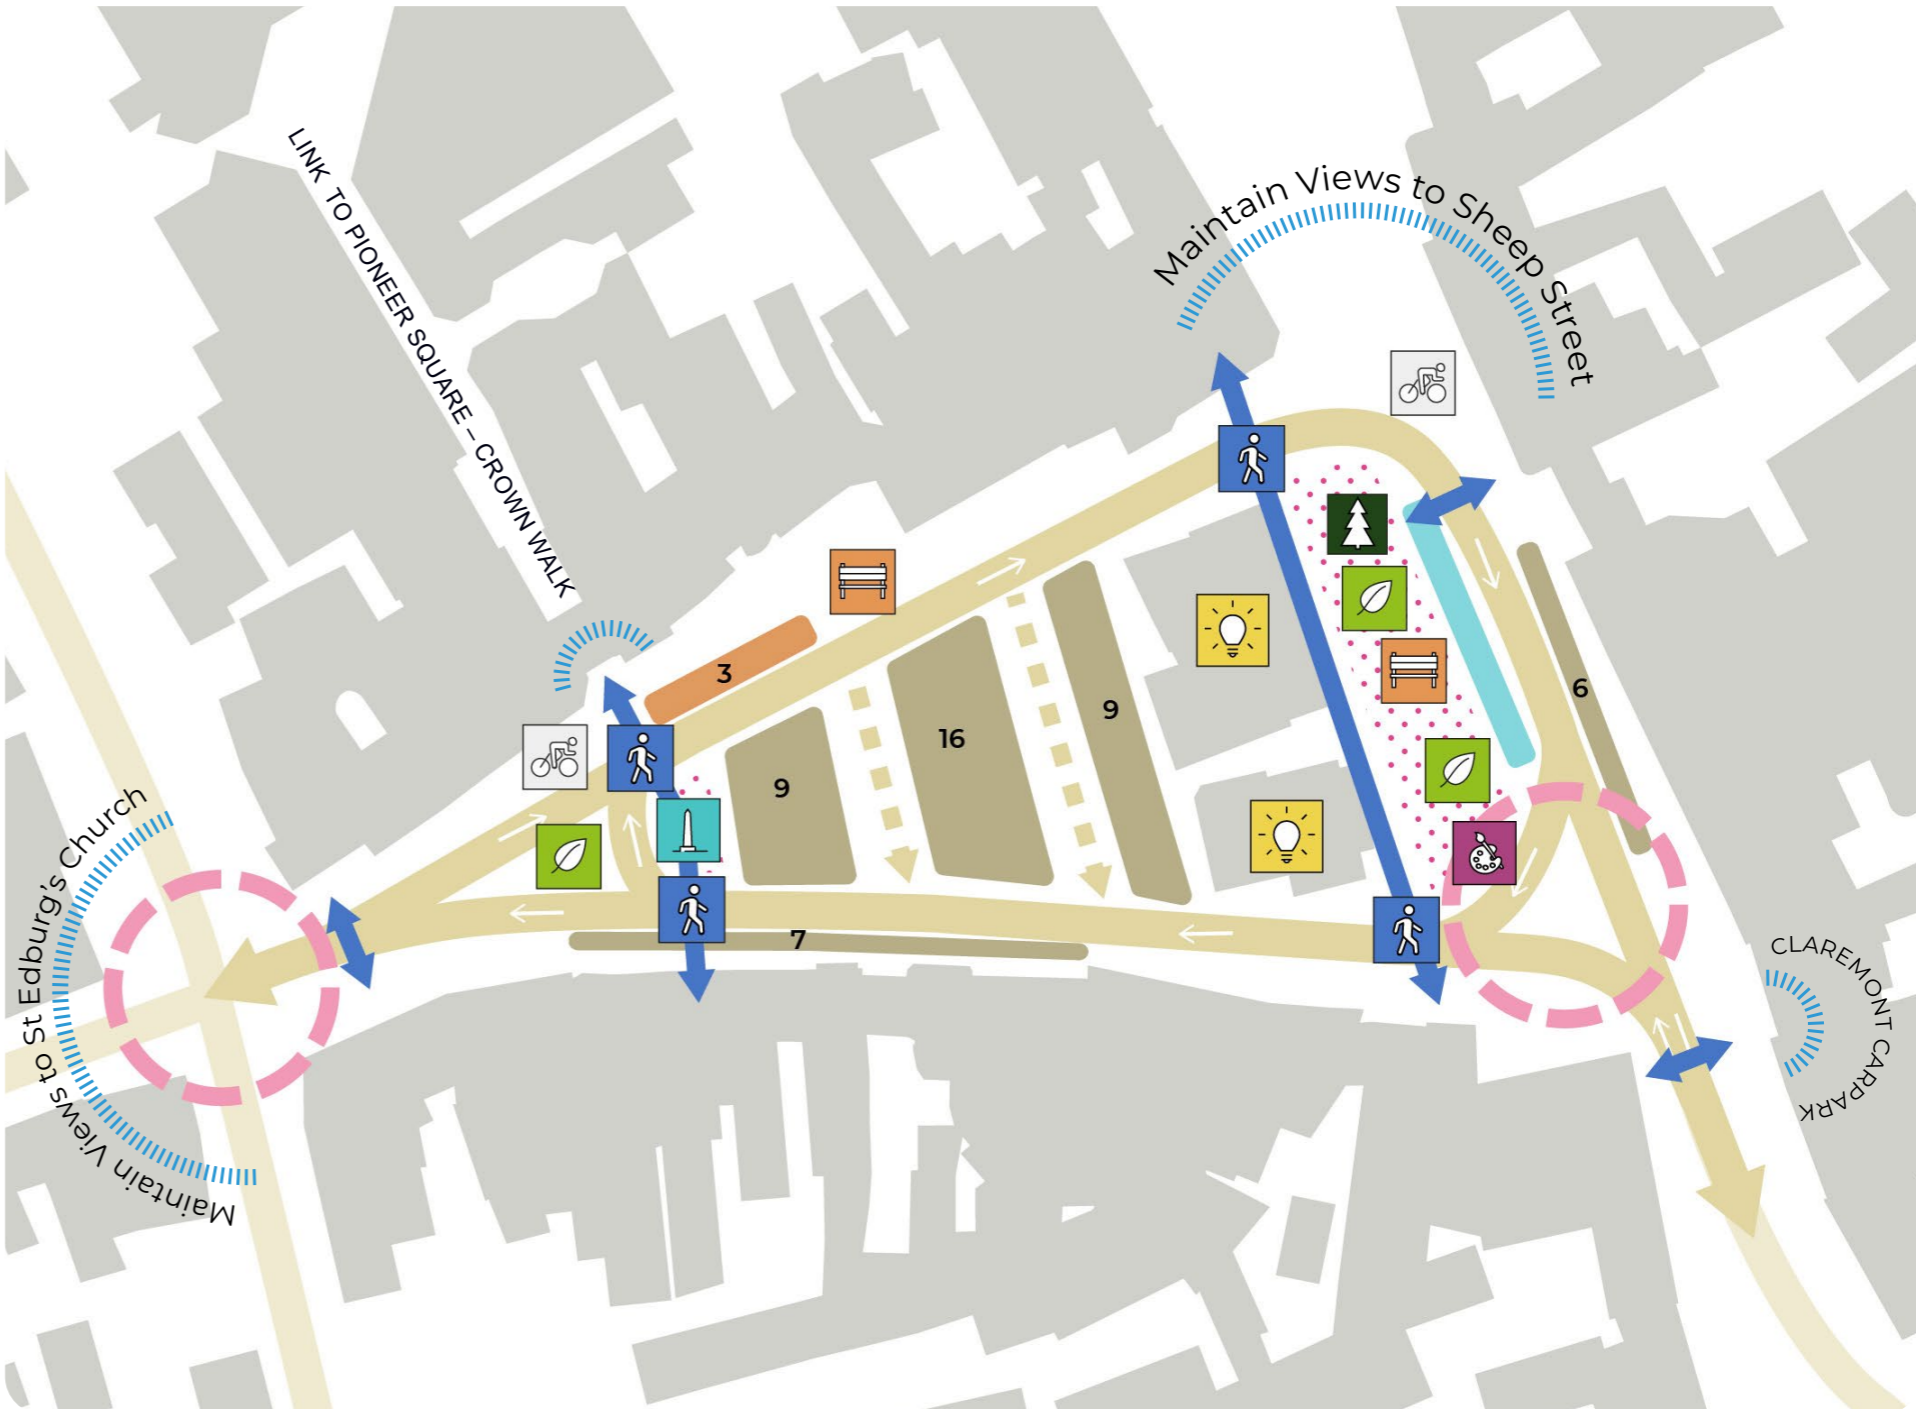 LINK TO PIONEER SQUARE – CROWN WALK
Maintain Views to Sheep Street
3
9
16
9
6
7
Maintain Views to St Edburg's Church
CLAREMONT CARPARK